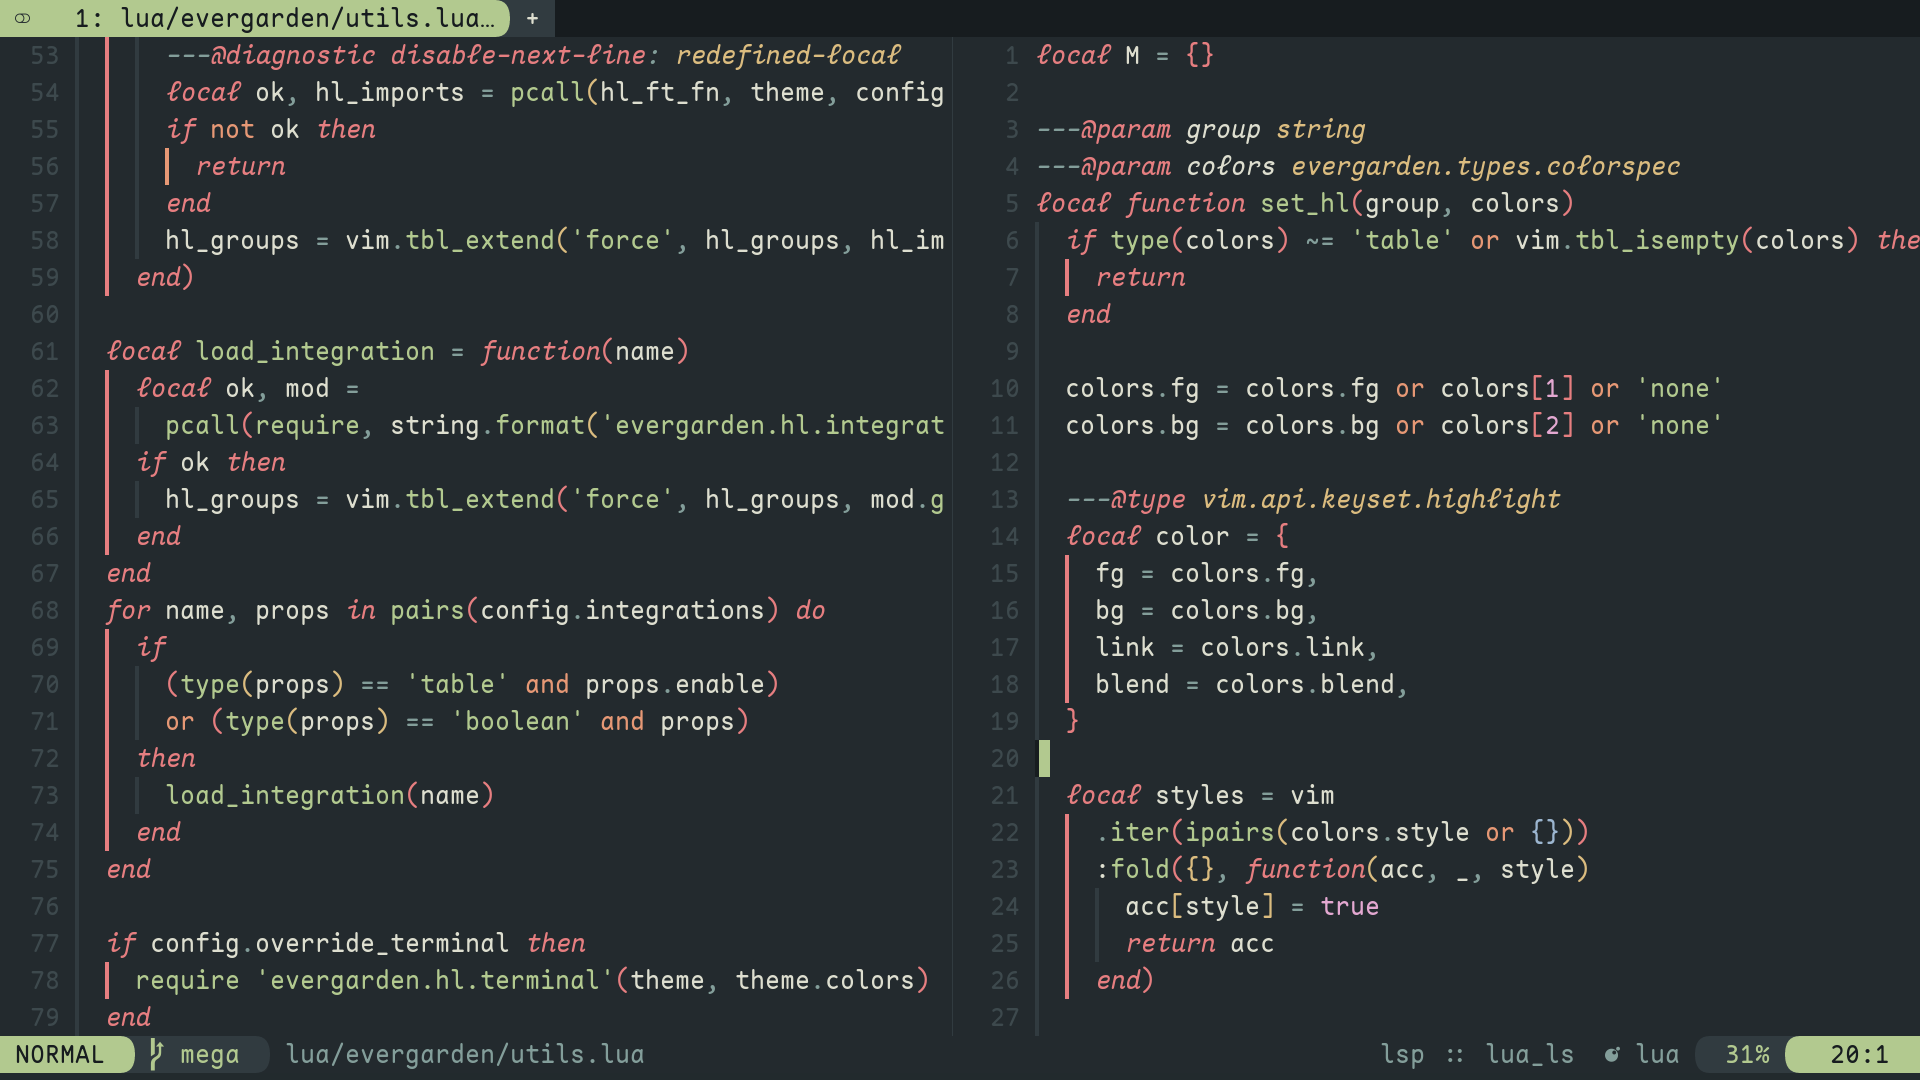 1: lua/evergarden/utils.lua… +
53 ---@diagnostic disable-next-line: redefined-local
54 local ok, hl_imports = pcall(hl_ft_fn, theme, config
55 if not ok then
56 return
57 end
58 hl_groups = vim.tbl_extend('force', hl_groups, hl_im
59 end)
60
61 local load_integration = function(name)
62 local ok, mod =
63 pcall(require, string.format('evergarden.hl.integrat
64 if ok then
65 hl_groups = vim.tbl_extend('force', hl_groups, mod.g
66 end
67 end
68 for name, props in pairs(config.integrations) do
69 if
70 (type(props) == 'table' and props.enable)
71 or (type(props) == 'boolean' and props)
72 then
73 load_integration(name)
74 end
75 end
76
77 if config.override_terminal then
78 require 'evergarden.hl.terminal'(theme, theme.colors)
79 end
1 local M = {}
2
3 ---@param group string
4 ---@param colors evergarden.types.colorspec
5 local function set_hl(group, colors)
6 if type(colors) ~= 'table' or vim.tbl_isempty(colors) the
7 return
8 end
9
10 colors.fg = colors.fg or colors[1] or 'none'
11 colors.bg = colors.bg or colors[2] or 'none'
12
13 ---@type vim.api.keyset.highlight
14 local color = {
15 fg = colors.fg,
16 bg = colors.bg,
17 link = colors.link,
18 blend = colors.blend,
19 }
20
21 local styles = vim
22 .iter(ipairs(colors.style or {}))
23 :fold({}, function(acc, _, style)
24 acc[style] = true
25 return acc
26 end)
27
NORMAL mega lua/evergarden/utils.lua lsp :: lua_ls lua 31% 20:1